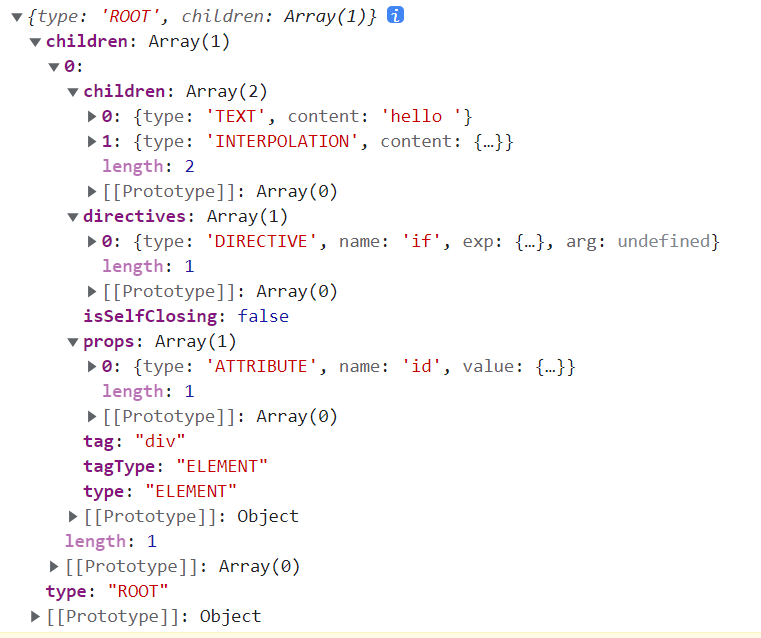 {type: 'ROOT', children: Array(1)} i
children: Array(1)
0:
children: Array(2)
0: {type: 'TEXT', content: 'hello '}
1: {type: 'INTERPOLATION', content: {…}}
length: 2
[[Prototype]]: Array(0)
directives: Array(1)
0: {type: 'DIRECTIVE', name: 'if', exp: {…}, arg: undefined}
length: 1
[[Prototype]]: Array(0)
isSelfClosing: false
props: Array(1)
0: {type: 'ATTRIBUTE', name: 'id', value: {…}}
length: 1
[[Prototype]]: Array(0)
tag: "div"
tagType: "ELEMENT"
type: "ELEMENT"
[[Prototype]]: Object
length: 1
[[Prototype]]: Array(0)
type: "ROOT"
[[Prototype]]: Object